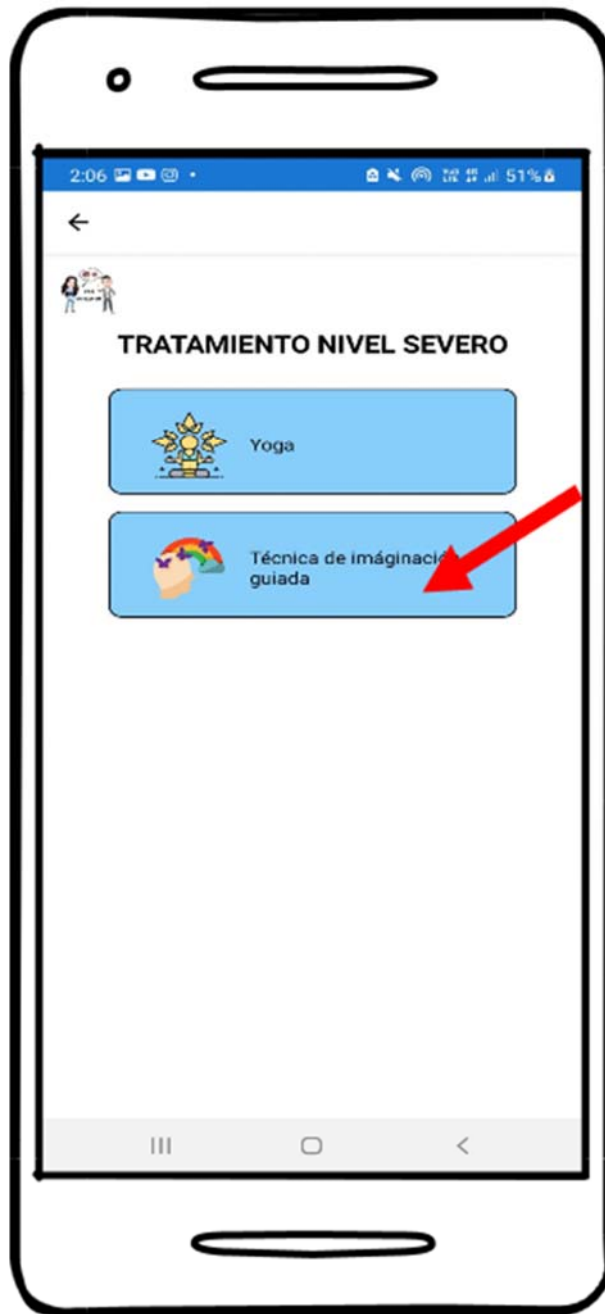 2:06
51%
TRATAMIENTO NIVEL SEVERO
Yoga
Técnica de imáginació
guiada